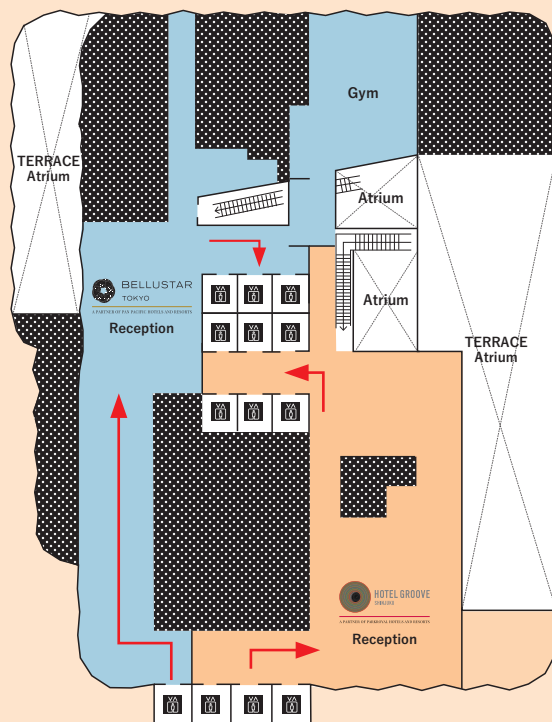 Gym
TERRACE
Atrium
Atrium
BELLUSTAR
TOKYO
A PARTNER OF PAN PACIFIC HOTELS AND RESORTS
Reception
Atrium
TERRACE
Atrium
HOTEL GROOVE
SHINJUKU
A PARTNER OF PARKROYAL HOTELS AND RESORTS
Reception